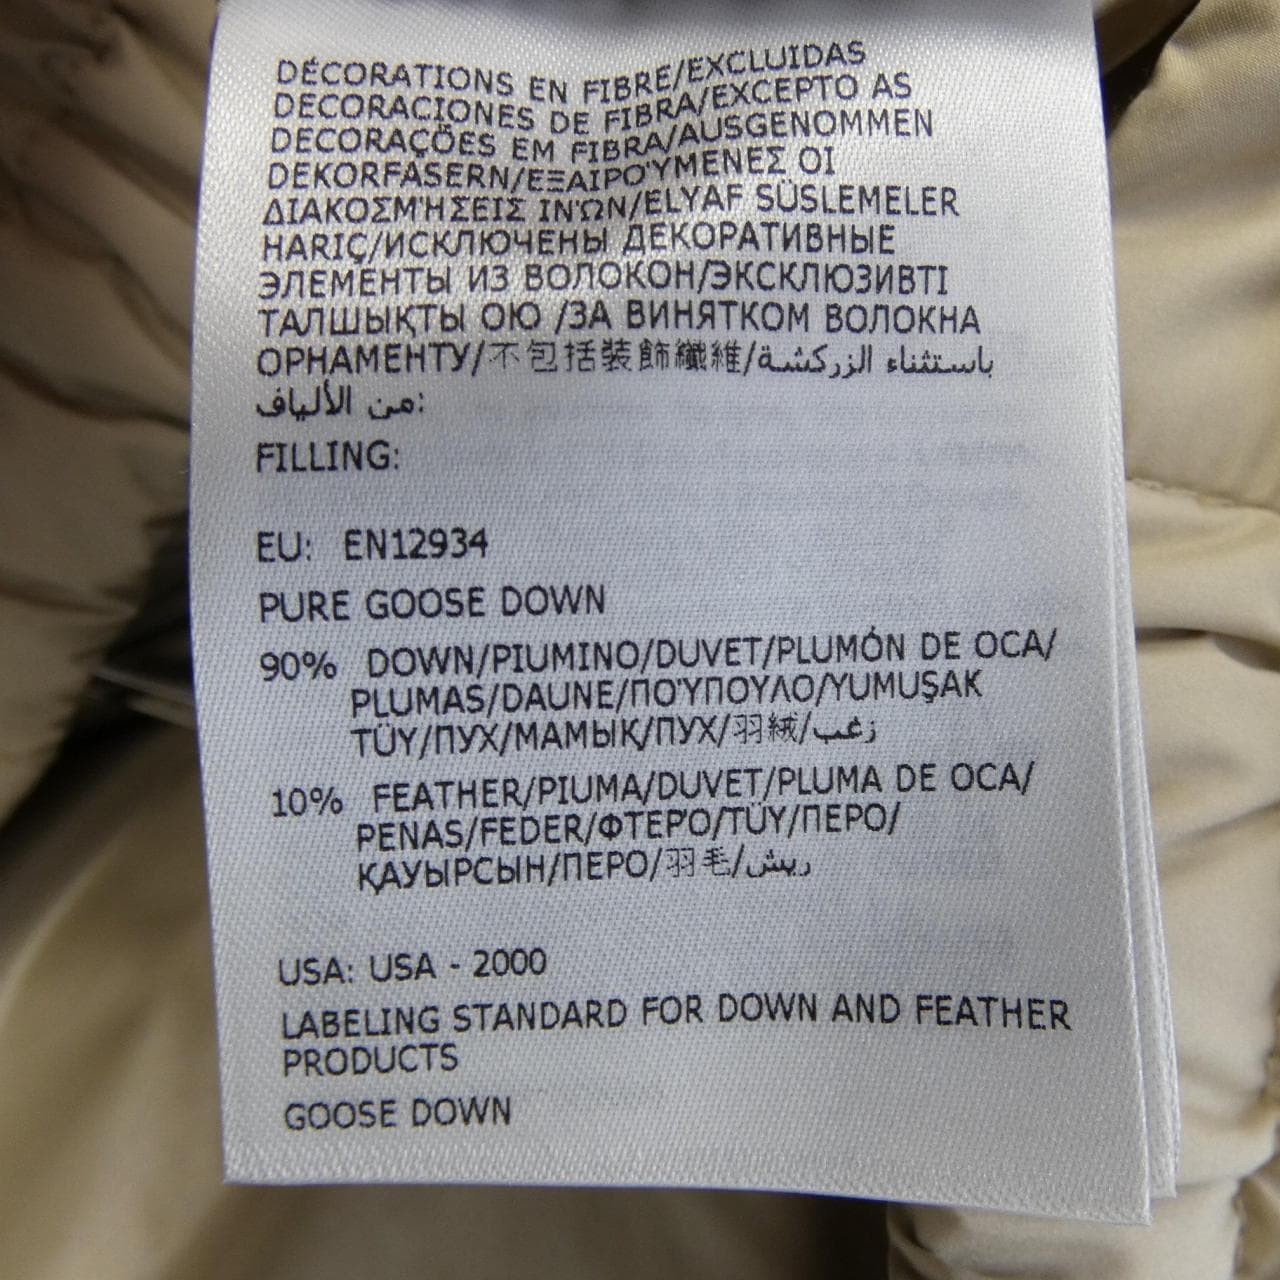 DÉCORATIONS EN FIBRE/EXCLUIDAS
DECORACIONES DE FIBRA/EXCEPTO AS
DECORAÇÕES EM FIBRA/AUSGENOMMEN
DEKORFASERN/ΕΞΑΙΡΟΎΜΕΝΕΣ ΟΙ
ΔΙΑΚΟΣΜΉΣΕΙΣ ΙΝΏΝ/ELYAF SÜSLEMELER
HARIÇ/ИСКЛЮЧЕНЫ ДЕКОРАТИВНЫЕ
ЭЛЕМЕНТЫ ИЗ ВОЛОКОН/ЭКСКЛЮЗИВТІ
ТАЛШЫҚТЫ ОЮ /ЗА ВИНЯТКОМ ВОЛОКНА
ОРНАМЕНТУ/不包括裝飾纖維/باستثناء الزركشة
من الألياف:
FILLING:
EU: EN12934
PURE GOOSE DOWN
90% DOWN/PIUMINO/DUVET/PLUMÓN DE OCA/
PLUMAS/DAUNE/ΠΟΎΠΟΥΛΟ/YUMUŞAK
TÜY/ПУХ/МАМЫҚ/ПУХ/羽絨/زغب
10% FEATHER/PIUMA/DUVET/PLUMA DE OCA/
PENAS/FEDER/ΦΤΕΡΌ/TÜY/ПЕРО/
ҚАУЫРСЫН/ПЕРО/羽毛/ريش
USA: USA - 2000
LABELING STANDARD FOR DOWN AND FEATHER
PRODUCTS
GOOSE DOWN